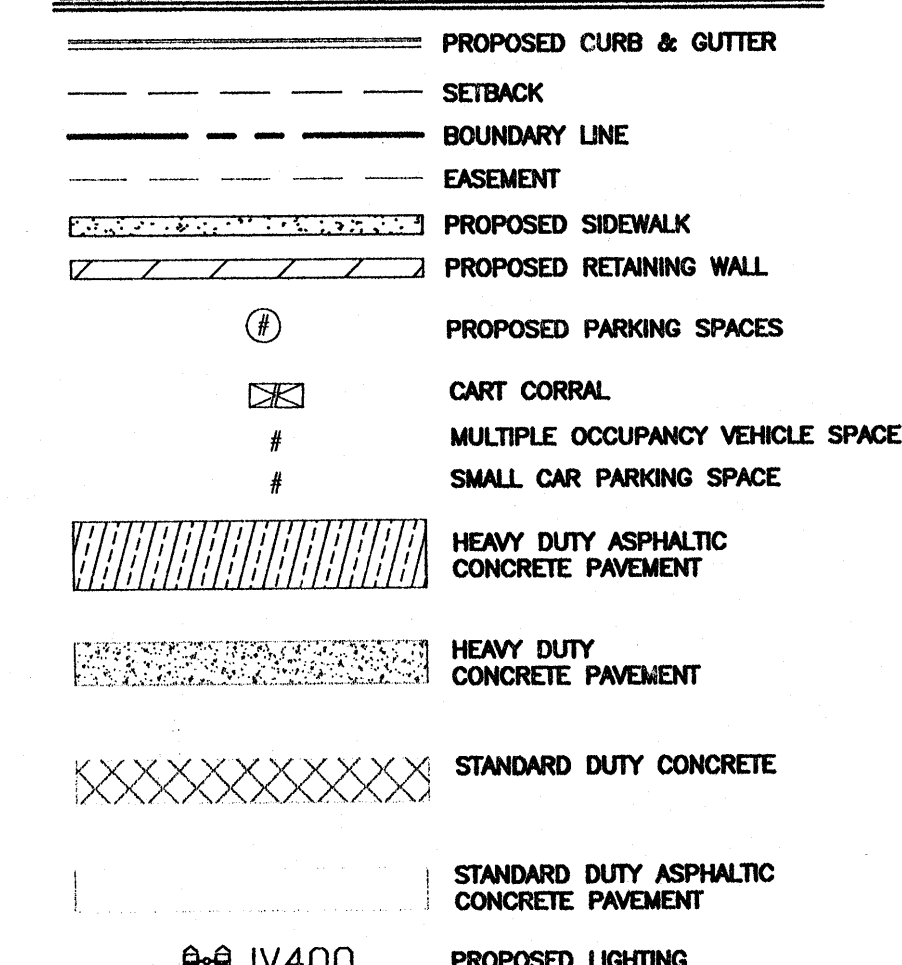 PROPOSED CURB & GUTTER
SETBACK
BOUNDARY LINE
EASEMENT
PROPOSED SIDEWALK
PROPOSED RETAINING WALL
# PROPOSED PARKING SPACES
CART CORRAL
# MULTIPLE OCCUPANCY VEHICLE SPACE
# SMALL CAR PARKING SPACE
HEAVY DUTY ASPHALTIC
CONCRETE PAVEMENT
HEAVY DUTY
CONCRETE PAVEMENT
STANDARD DUTY CONCRETE
STANDARD DUTY ASPHALTIC
CONCRETE PAVEMENT
PROPOSED LIGHTING